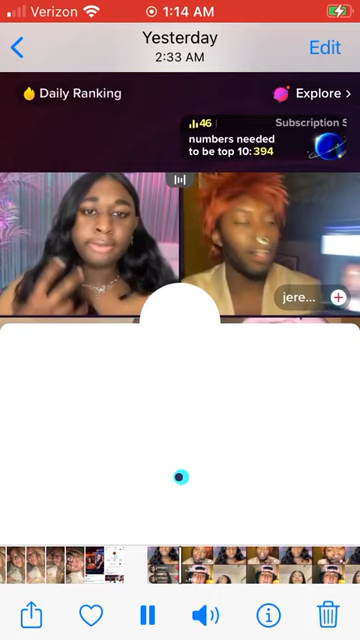 Verizon 1:14 AM
Yesterday
2:33 AM
Edit
Daily Ranking
Explore >
46 Subscription S
numbers needed
to be top 10: 394
jere... +